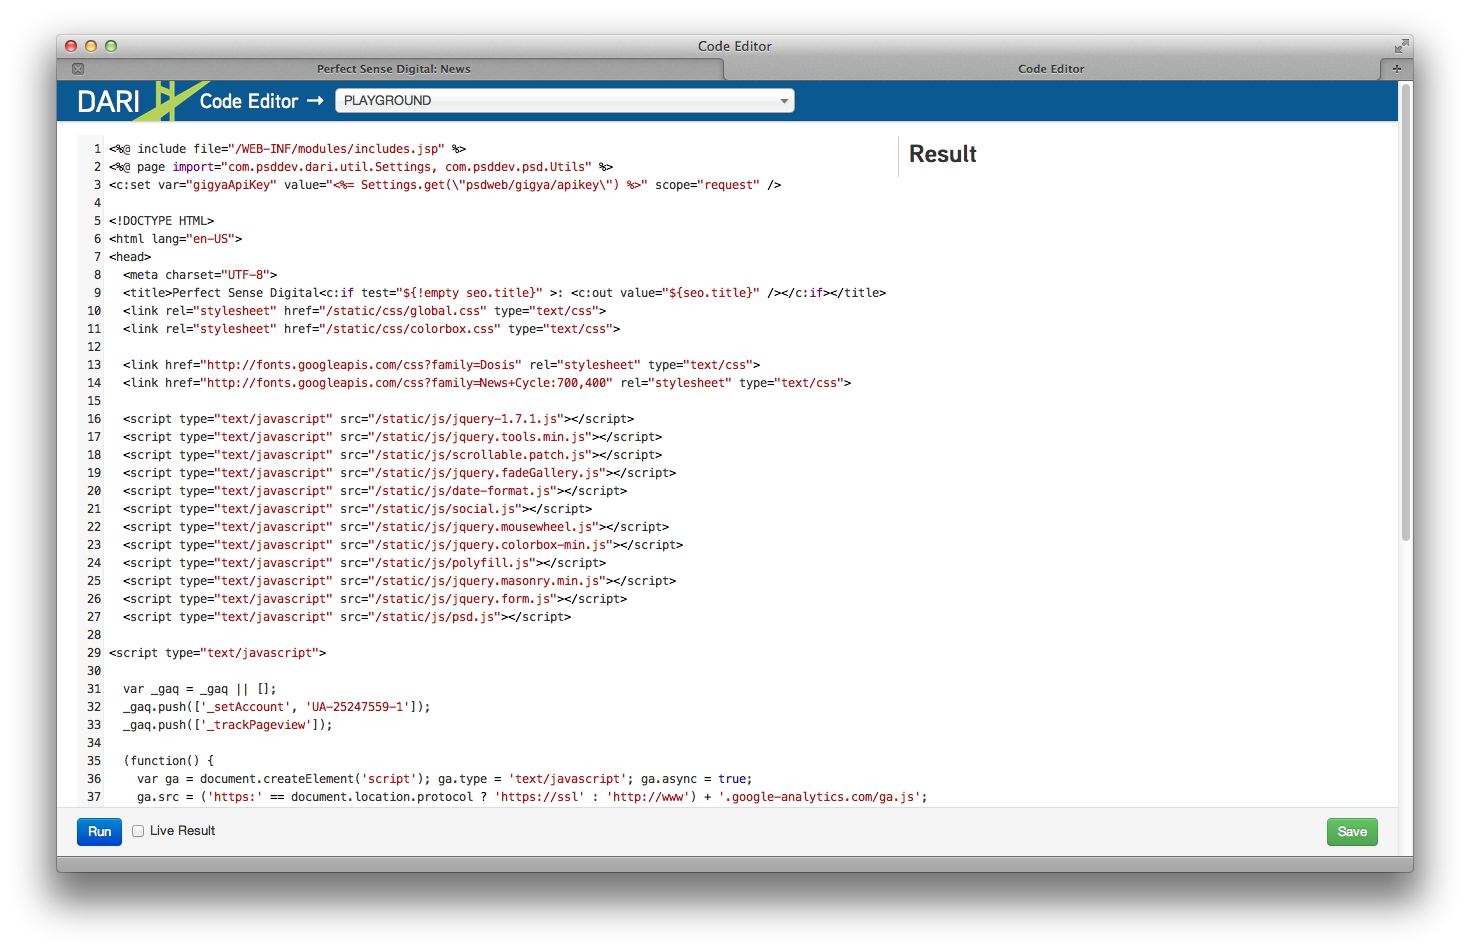 Code Editor
Perfect Sense Digital: News
Code Editor
+
DARI Code Editor → PLAYGROUND
Result
1 <%@ include file="/WEB-INF/modules/includes.jsp" %>
2 <%@ page import="com.psddev.dari.util.Settings, com.psddev.psd.Utils" %>
3 <c:set var="gigyaApiKey" value="<%= Settings.get(\"psdweb/gigya/apikey\") %>" scope="request" />
4
5 <!DOCTYPE HTML>
6 <html lang="en-US">
7 <head>
8   <meta charset="UTF-8">
9   <title>Perfect Sense Digital<c:if test="${!empty seo.title}" >: <c:out value="${seo.title}" /></c:if></title>
10   <link rel="stylesheet" href="/static/css/global.css" type="text/css">
11   <link rel="stylesheet" href="/static/css/colorbox.css" type="text/css">
12
13   <link href="http://fonts.googleapis.com/css?family=Dosis" rel="stylesheet" type="text/css">
14   <link href="http://fonts.googleapis.com/css?family=News+Cycle:700,400" rel="stylesheet" type="text/css">
15
16   <script type="text/javascript" src="/static/js/jquery-1.7.1.js"></script>
17   <script type="text/javascript" src="/static/js/jquery.tools.min.js"></script>
18   <script type="text/javascript" src="/static/js/scrollable.patch.js"></script>
19   <script type="text/javascript" src="/static/js/jquery.fadeGallery.js"></script>
20   <script type="text/javascript" src="/static/js/date-format.js"></script>
21   <script type="text/javascript" src="/static/js/social.js"></script>
22   <script type="text/javascript" src="/static/js/jquery.mousewheel.js"></script>
23   <script type="text/javascript" src="/static/js/jquery.colorbox-min.js"></script>
24   <script type="text/javascript" src="/static/js/polyfill.js"></script>
25   <script type="text/javascript" src="/static/js/jquery.masonry.min.js"></script>
26   <script type="text/javascript" src="/static/js/jquery.form.js"></script>
27   <script type="text/javascript" src="/static/js/psd.js"></script>
28
29 <script type="text/javascript">
30
31   var _gaq = _gaq || [];
32   _gaq.push(['_setAccount', 'UA-25247559-1']);
33   _gaq.push(['_trackPageview']);
34
35   (function() {
36     var ga = document.createElement('script'); ga.type = 'text/javascript'; ga.async = true;
37     ga.src = ('https:' == document.location.protocol ? 'https://ssl' : 'http://www') + '.google-analytics.com/ga.js';
Run Live Result Save